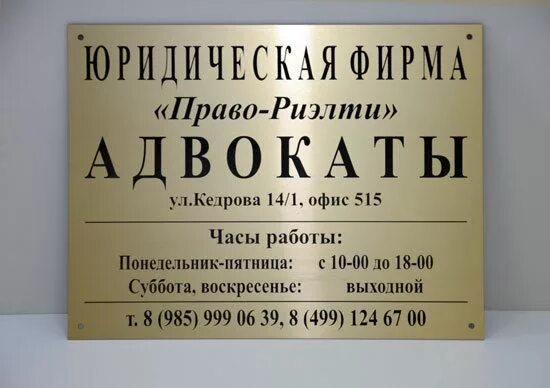 ЮРИДИЧЕСКАЯ ФИРМА
«Право-Риэлти»
АДВОКАТЫ
ул.Кедрова 14/1, офис 515
Часы работы:
Понедельник-пятница: с 10-00 до 18-00
Суббота, воскресенье: выходной
т. 8 (985) 999 06 39, 8 (499) 124 67 00